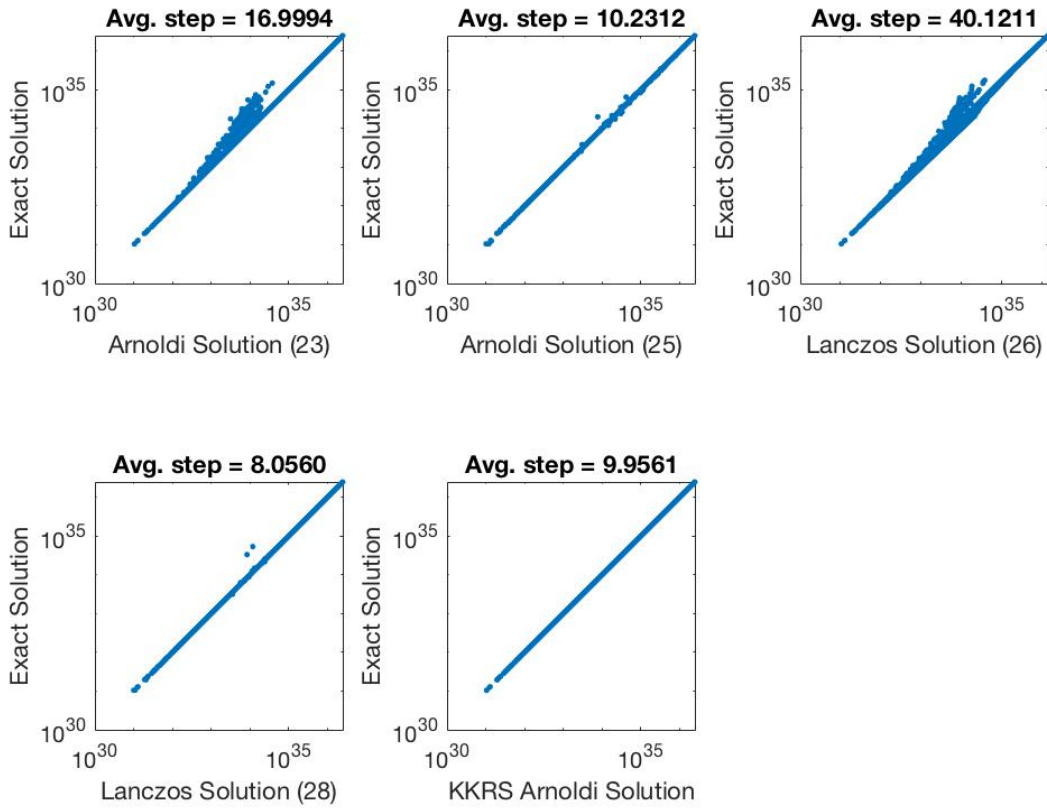 Avg. step = 16.9994
Exact Solution
10^35
10^30
10^30
10^35
Arnoldi Solution (23)
Avg. step = 10.2312
Exact Solution
10^35
10^30
10^30
10^35
Arnoldi Solution (25)
Avg. step = 40.1211
Exact Solution
10^35
10^30
10^30
10^35
Lanczos Solution (26)
Avg. step = 8.0560
Exact Solution
10^35
10^30
10^30
10^35
Lanczos Solution (28)
Avg. step = 9.9561
Exact Solution
10^35
10^30
10^30
10^35
KKRS Arnoldi Solution